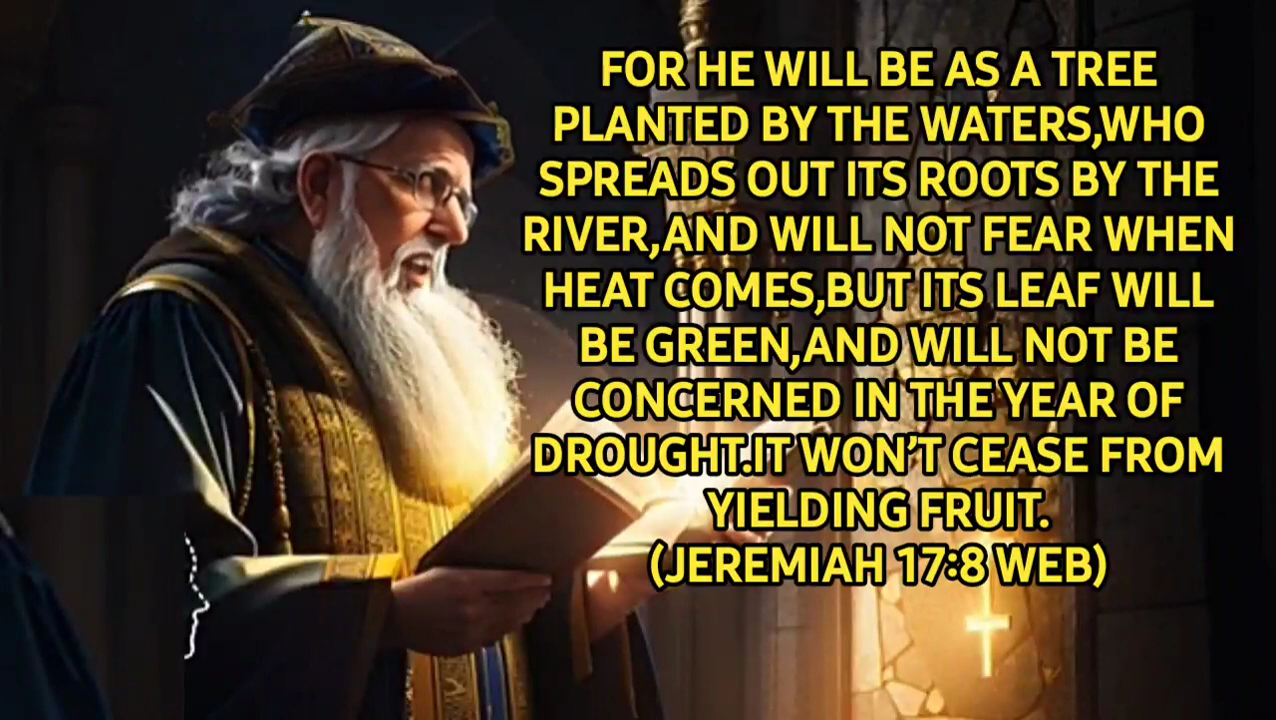 FOR HE WILL BE AS A TREE
PLANTED BY THE WATERS,WHO
SPREADS OUT ITS ROOTS BY THE
RIVER,AND WILL NOT FEAR WHEN
HEAT COMES,BUT ITS LEAF WILL
BE GREEN,AND WILL NOT BE
CONCERNED IN THE YEAR OF
DROUGHT.IT WON’T CEASE FROM
YIELDING FRUIT.
(JEREMIAH 17:8 WEB)